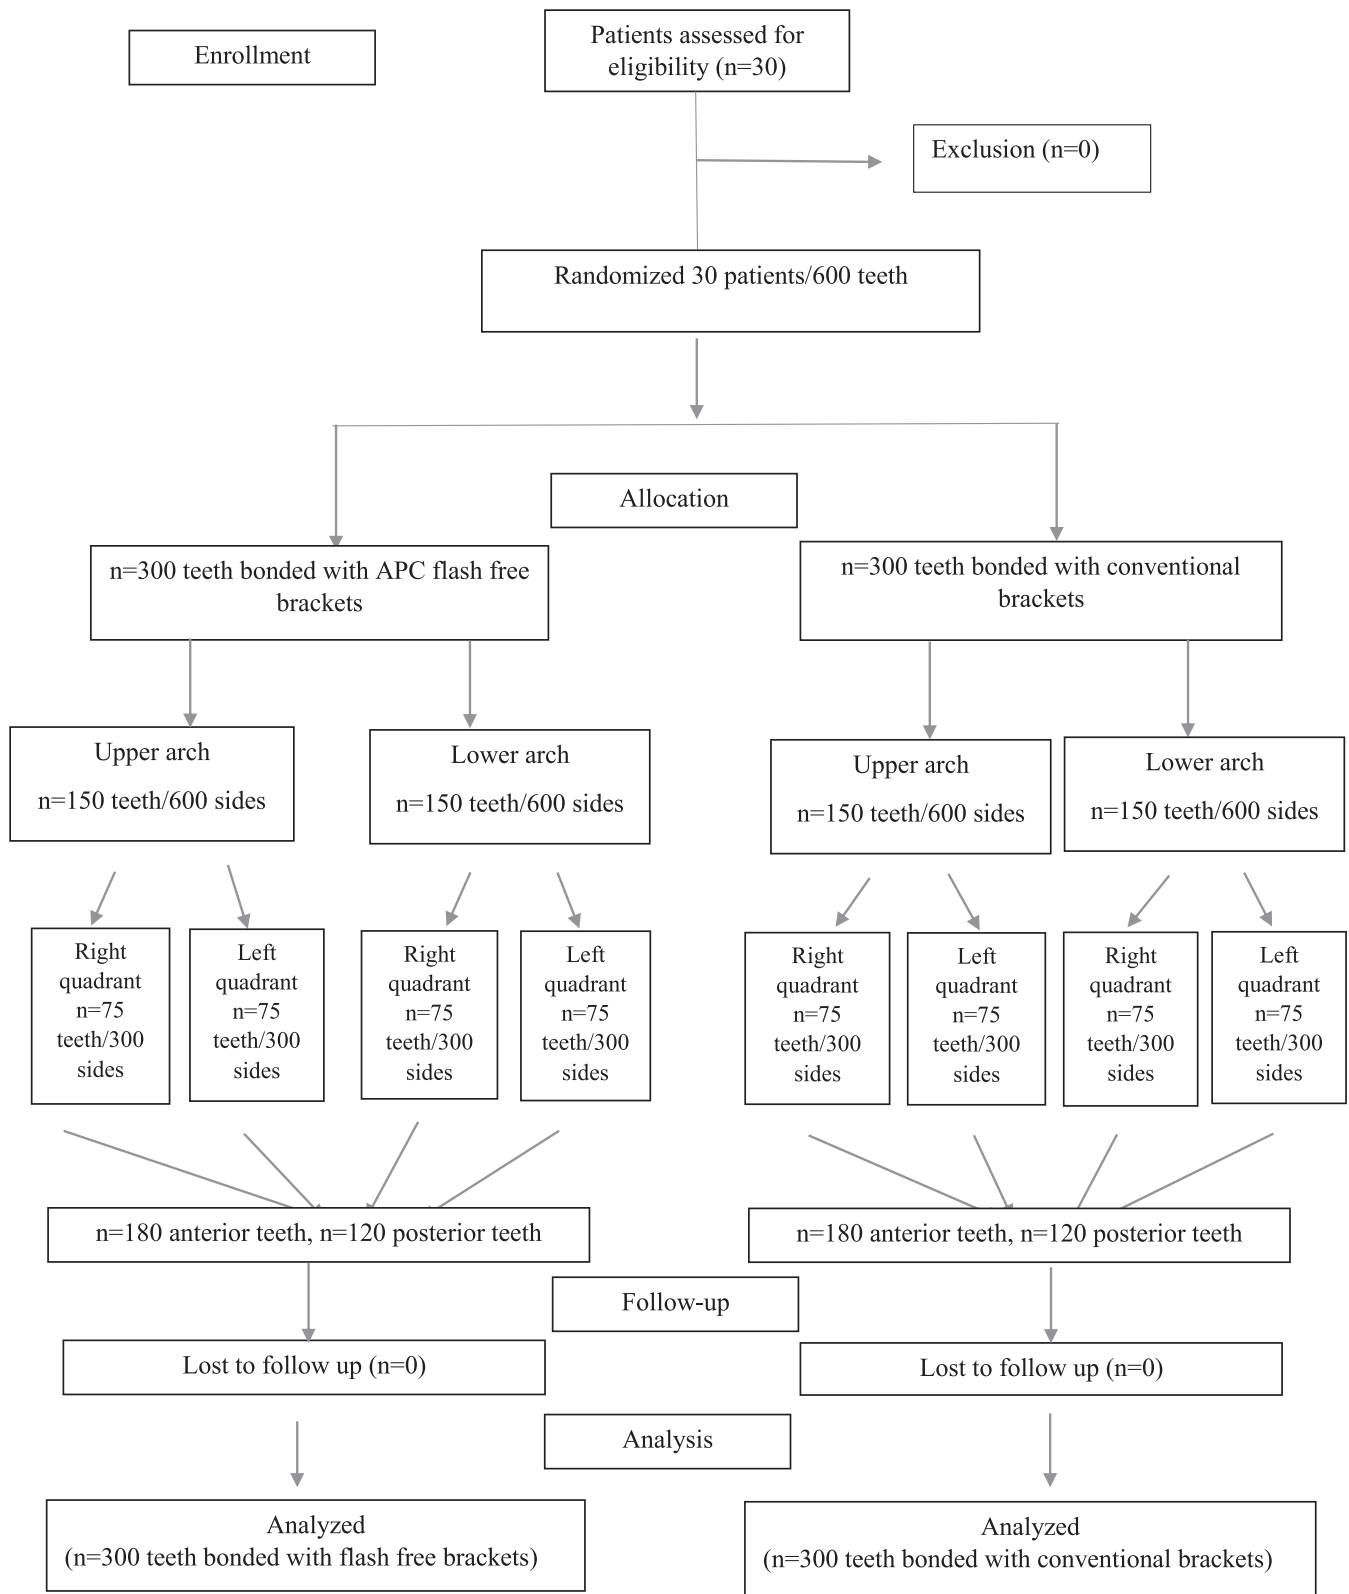 Enrollment
Patients assessed for
eligibility (n=30)
Exclusion (n=0)
Randomized 30 patients/600 teeth
Allocation
n=300 teeth bonded with APC flash free
brackets
n=300 teeth bonded with conventional
brackets
Upper arch
n=150 teeth/600 sides
Lower arch
n=150 teeth/600 sides
Upper arch
n=150 teeth/600 sides
Lower arch
n=150 teeth/600 sides
Right
quadrant
n=75
teeth/300
sides
Left
quadrant
n=75
teeth/300
sides
Right
quadrant
n=75
teeth/300
sides
Left
quadrant
n=75
teeth/300
sides
Right
quadrant
n=75
teeth/300
sides
Left
quadrant
n=75
teeth/300
sides
Right
quadrant
n=75
teeth/300
sides
Left
quadrant
n=75
teeth/300
sides
n=180 anterior teeth, n=120 posterior teeth
n=180 anterior teeth, n=120 posterior teeth
Follow-up
Lost to follow up (n=0)
Lost to follow up (n=0)
Analysis
Analyzed
(n=300 teeth bonded with flash free brackets)
Analyzed
(n=300 teeth bonded with conventional brackets)